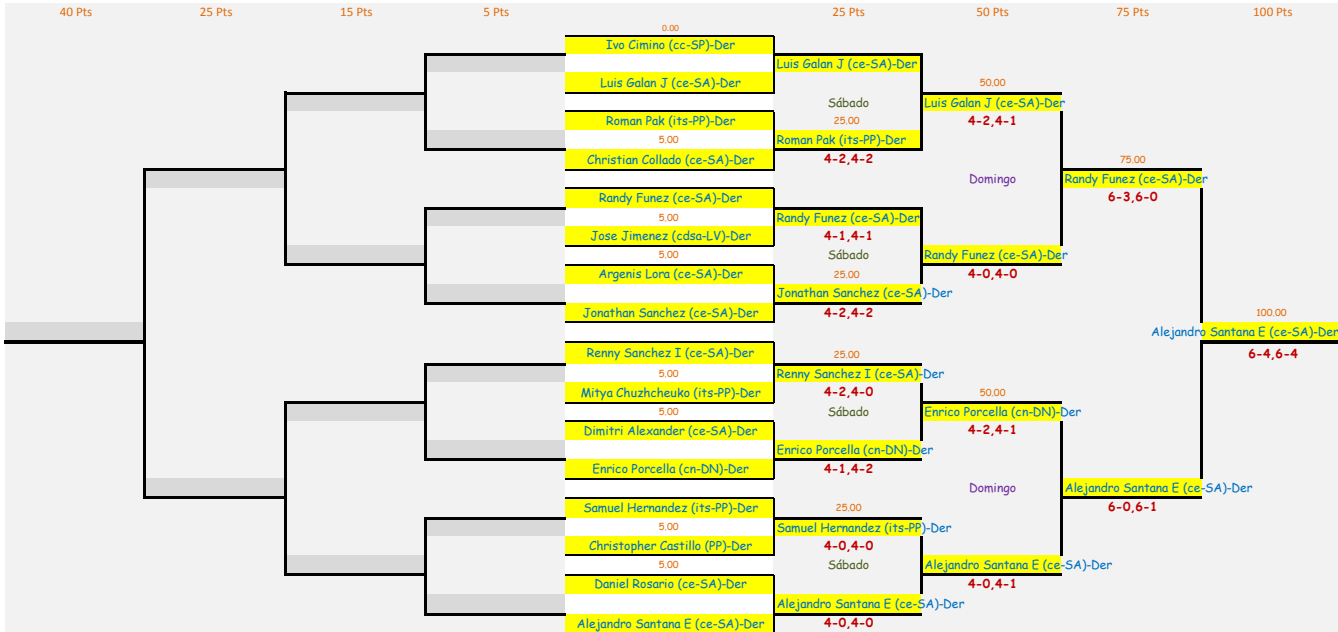 40 Pts 25 Pts 15 Pts 5 Pts 25 Pts 50 Pts 75 Pts 100 Pts
0.00
Ivo Cimino (cc-SP)-Der
Luis Galan J (ce-SA)-Der
Luis Galan J (ce-SA)-Der
50.00
Sábado
Luis Galan J (ce-SA)-Der
Roman Pak (its-PP)-Der
25.00
4-2,4-1
5.00
Roman Pak (its-PP)-Der
Christian Collado (ce-SA)-Der
4-2,4-2
75.00
Domingo
Randy Funez (ce-SA)-Der
Randy Funez (ce-SA)-Der
6-3,6-0
5.00
Randy Funez (ce-SA)-Der
Jose Jimenez (cdsa-LV)-Der
4-1,4-1
5.00
Sábado
Randy Funez (ce-SA)-Der
Argenis Lora (ce-SA)-Der
25.00
4-0,4-0
Jonathan Sanchez (ce-SA)-Der
Jonathan Sanchez (ce-SA)-Der
4-2,4-2
100.00
Alejandro Santana E (ce-SA)-Der
6-4,6-4
Renny Sanchez I (ce-SA)-Der
25.00
5.00
Renny Sanchez I (ce-SA)-Der
Mitya Chuzhcheuko (its-PP)-Der
4-2,4-0
50.00
5.00
Sábado
Enrico Porcella (cn-DN)-Der
Dimitri Alexander (ce-SA)-Der
4-2,4-1
Enrico Porcella (cn-DN)-Der
Enrico Porcella (cn-DN)-Der
4-1,4-2
Domingo
Alejandro Santana E (ce-SA)-Der
6-0,6-1
Samuel Hernandez (its-PP)-Der
25.00
5.00
Samuel Hernandez (its-PP)-Der
Christopher Castillo (PP)-Der
4-0,4-0
5.00
Sábado
Alejandro Santana E (ce-SA)-Der
Daniel Rosario (ce-SA)-Der
4-0,4-1
Alejandro Santana E (ce-SA)-Der
Alejandro Santana E (ce-SA)-Der
4-0,4-0